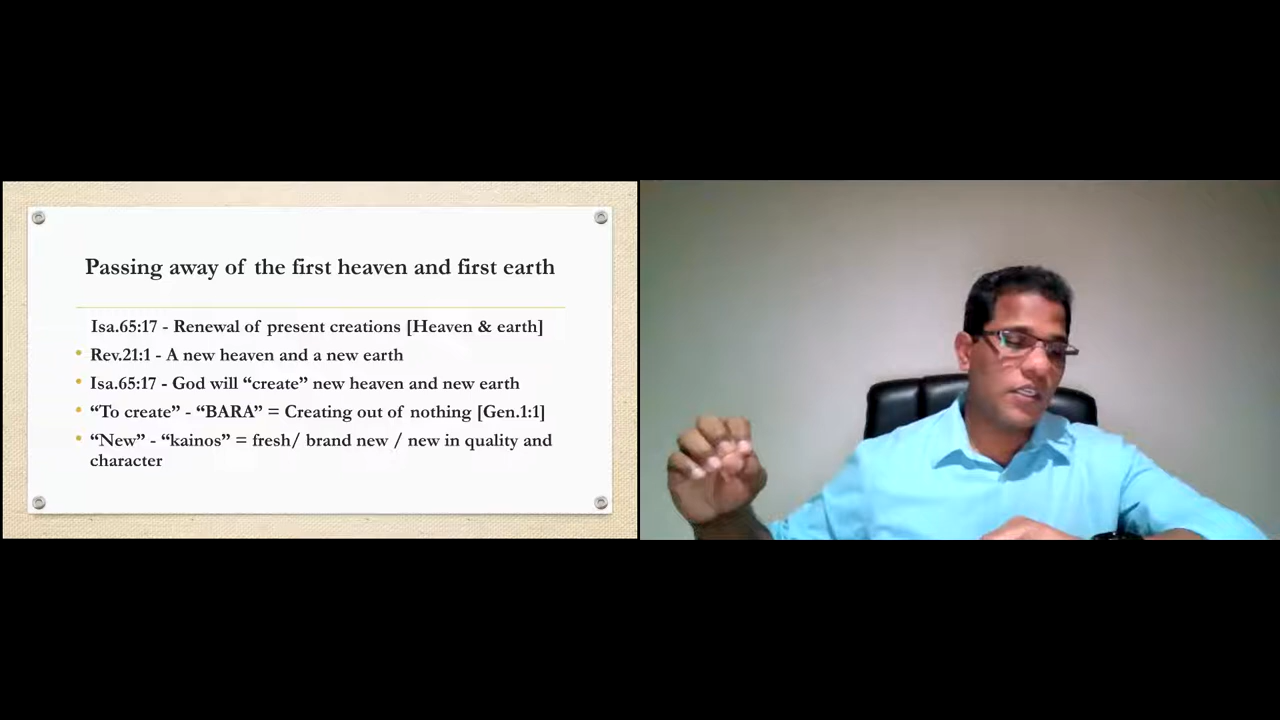 Passing away of the first heaven and first earth
Isa.65:17 - Renewal of present creations [Heaven & earth]
• Rev.21:1 - A new heaven and a new earth
• Isa.65:17 - God will “create” new heaven and new earth
• “To create” - “BARA” = Creating out of nothing [Gen.1:1]
• “New” - “kainos” = fresh/ brand new / new in quality and
character